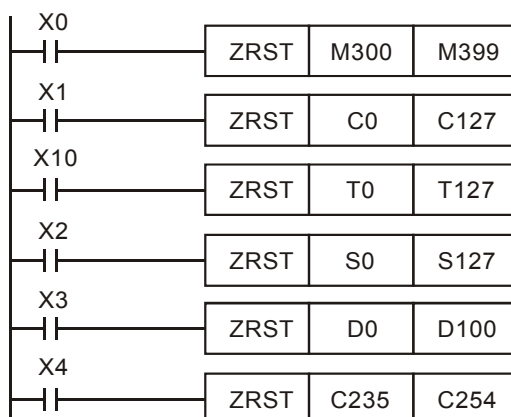 X0
ZRST M300 M399
X1
ZRST C0 C127
X10
ZRST T0 T127
X2
ZRST S0 S127
X3
ZRST D0 D100
X4
ZRST C235 C254